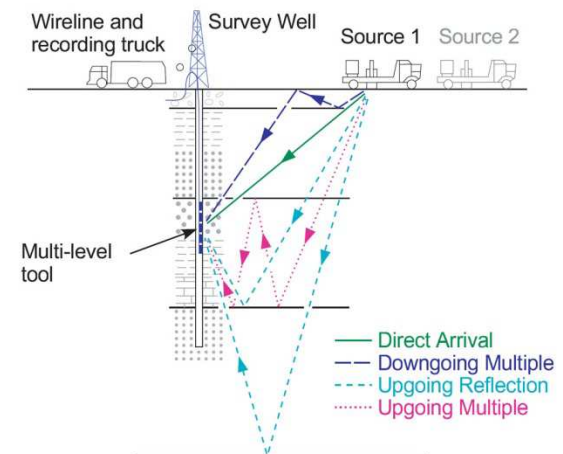 Wireline and
recording truck
Survey Well
Source 1
Source 2
Multi-level
tool
Direct Arrival
Downgoing Multiple
Upgoing Reflection
Upgoing Multiple